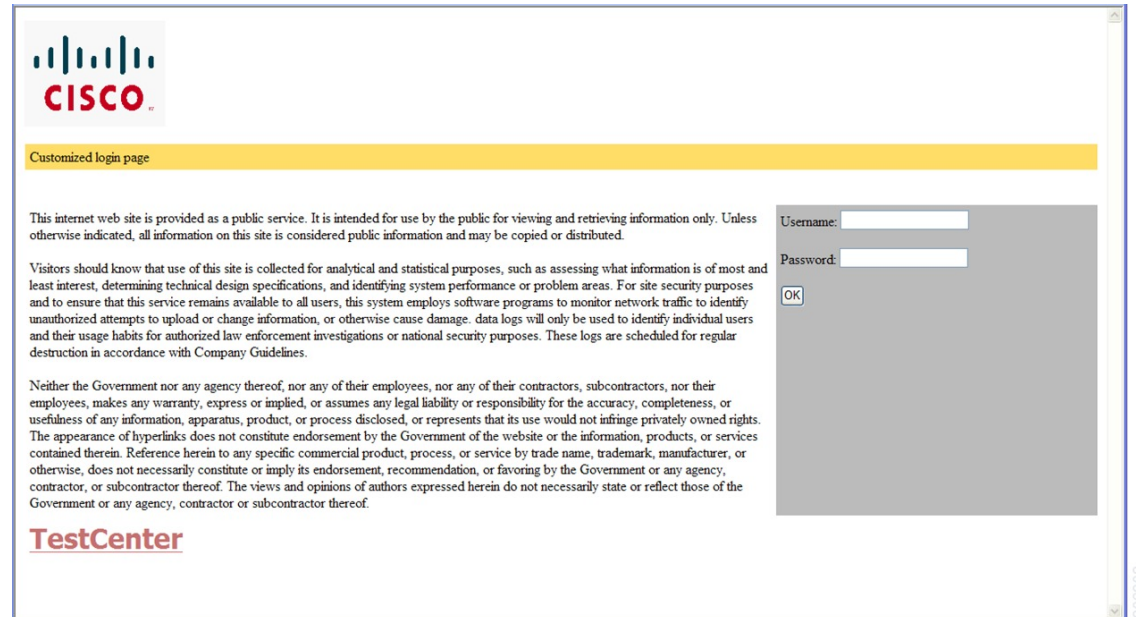 CISCO
Customized login page
This internet web site is provided as a public service. It is intended for use by the public for viewing and retrieving information only. Unless
otherwise indicated, all information on this site is considered public information and may be copied or distributed.
Visitors should know that use of this site is collected for analytical and statistical purposes, such as assessing what information is of most and
least interest, determining technical design specifications, and identifying system performance or problem areas. For site security purposes
and to ensure that this service remains available to all users, this system employs software programs to monitor network traffic to identify
unauthorized attempts to upload or change information, or otherwise cause damage. data logs will only be used to identify individual users
and their usage habits for authorized law enforcement investigations or national security purposes. These logs are scheduled for regular
destruction in accordance with Company Guidelines.
Neither the Government nor any agency thereof, nor any of their employees, nor any of their contractors, subcontractors, nor their
employees, makes any warranty, express or implied, or assumes any legal liability or responsibility for the accuracy, completeness, or
usefulness of any information, apparatus, product, or process disclosed, or represents that its use would not infringe privately owned rights.
The appearance of hyperlinks does not constitute endorsement by the Government of the website or the information, products, or services
contained therein. Reference herein to any specific commercial product, process, or service by trade name, trademark, manufacturer, or
otherwise, does not necessarily constitute or imply its endorsement, recommendation, or favoring by the Government or any agency,
contractor, or subcontractor thereof. The views and opinions of authors expressed herein do not necessarily state or reflect those of the
Government or any agency, contractor or subcontractor thereof.
TestCenter
Username:
Password:
OK